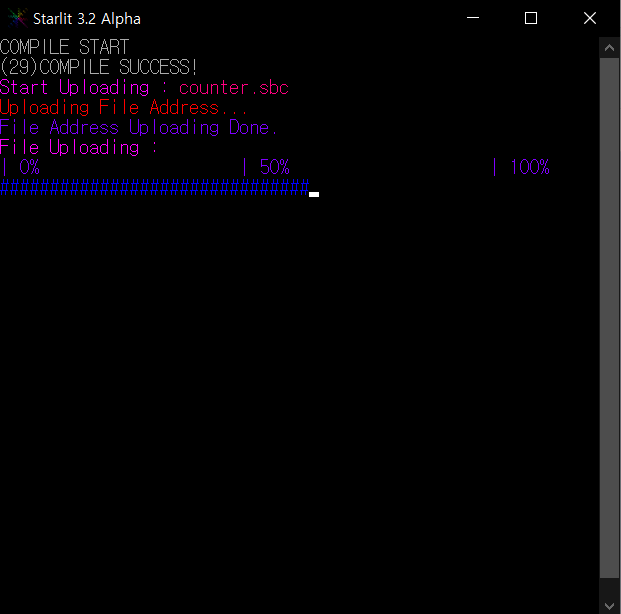 Starlit 3.2 Alpha
COMPILE START
(29)COMPILE SUCCESS!
Start Uploading : counter.sbc
Uploading File Address...
File Address Uploading Done.
File Uploading :
| 0% | 50% | 100%
###############################